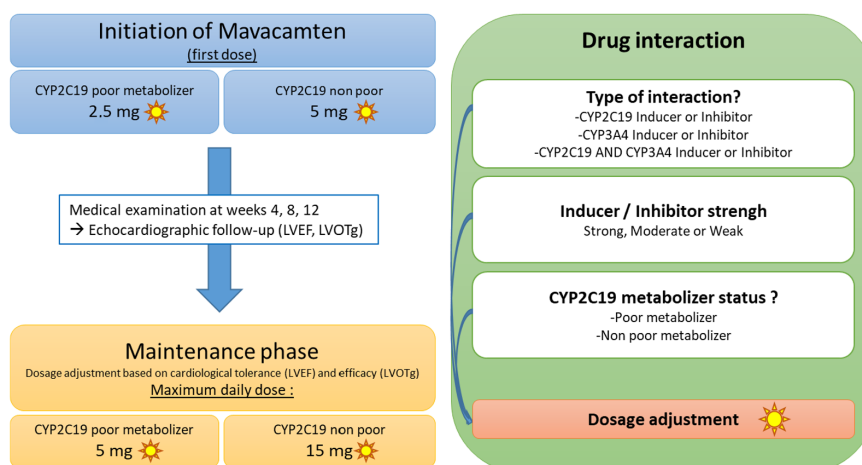 Initiation of Mavacamten
(first dose)
CYP2C19 poor metabolizer
2.5 mg
CYP2C19 non poor
5 mg
Medical examination at weeks 4, 8, 12
→ Echocardiographic follow-up (LVEF, LVOTg)
Maintenance phase
Dosage adjustment based on cardiological tolerance (LVEF) and efficacy (LVOTg)
Maximum daily dose :
CYP2C19 poor metabolizer
5 mg
CYP2C19 non poor
15 mg
Drug interaction
Type of interaction?
-CYP2C19 Inducer or Inhibitor
-CYP3A4 Inducer or Inhibitor
-CYP2C19 AND CYP3A4 Inducer or Inhibitor
Inducer / Inhibitor strengh
Strong, Moderate or Weak
CYP2C19 metabolizer status ?
-Poor metabolizer
-Non poor metabolizer
Dosage adjustment